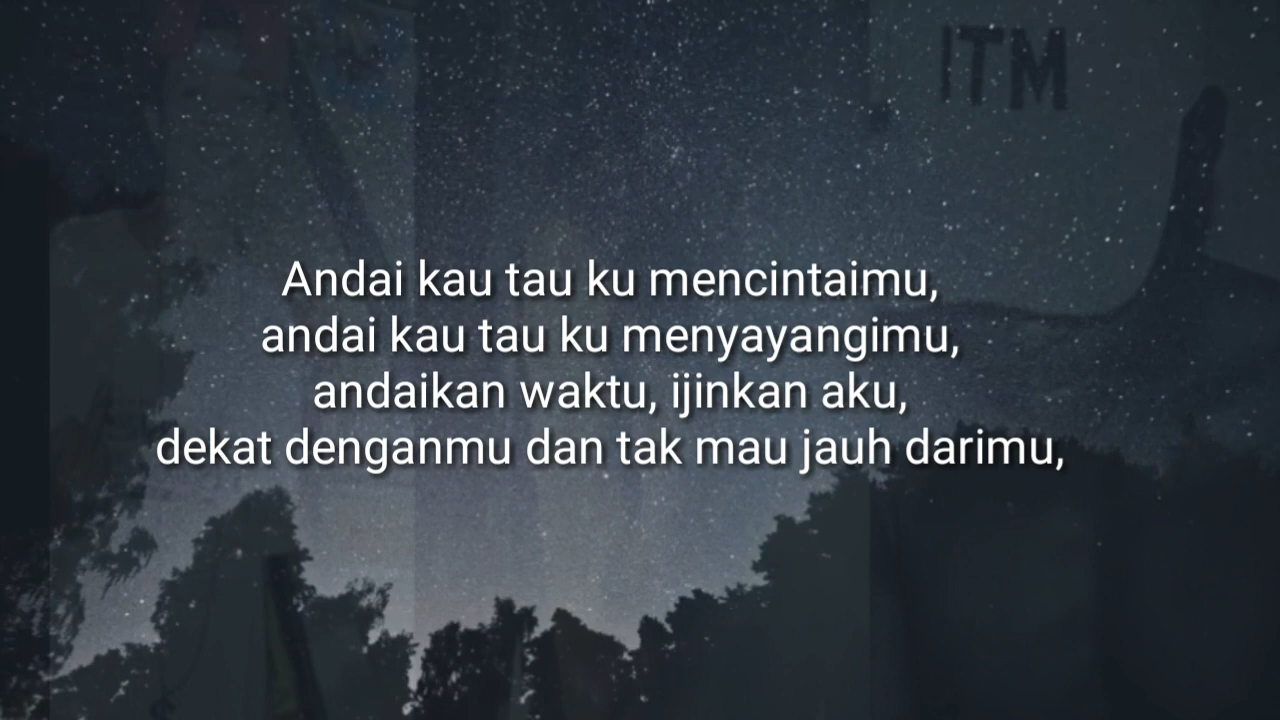 ITM
Andai kau tau ku mencintaimu,
andai kau tau ku menyayangimu,
andaikan waktu, ijinkan aku,
dekat denganmu dan tak mau jauh darimu,